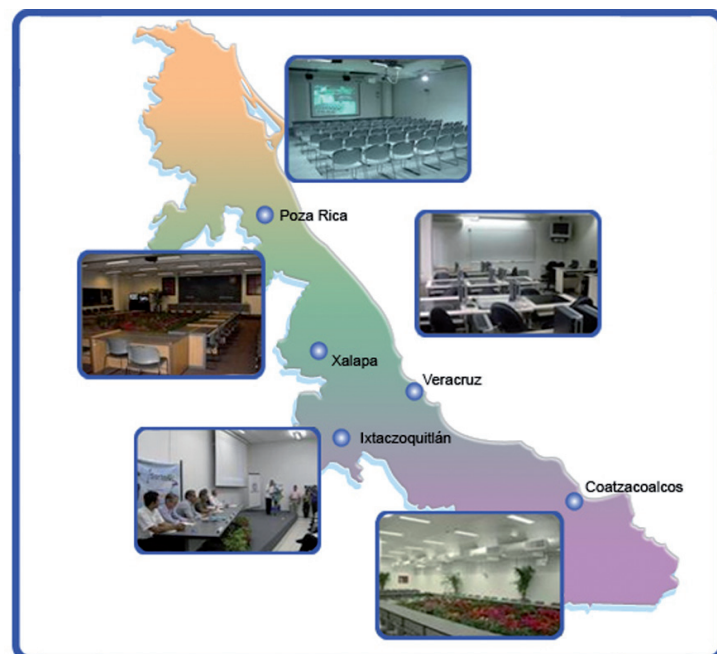 Poza Rica
Xalapa
Veracruz
Ixtaczoquitlán
Coatzacoalcos